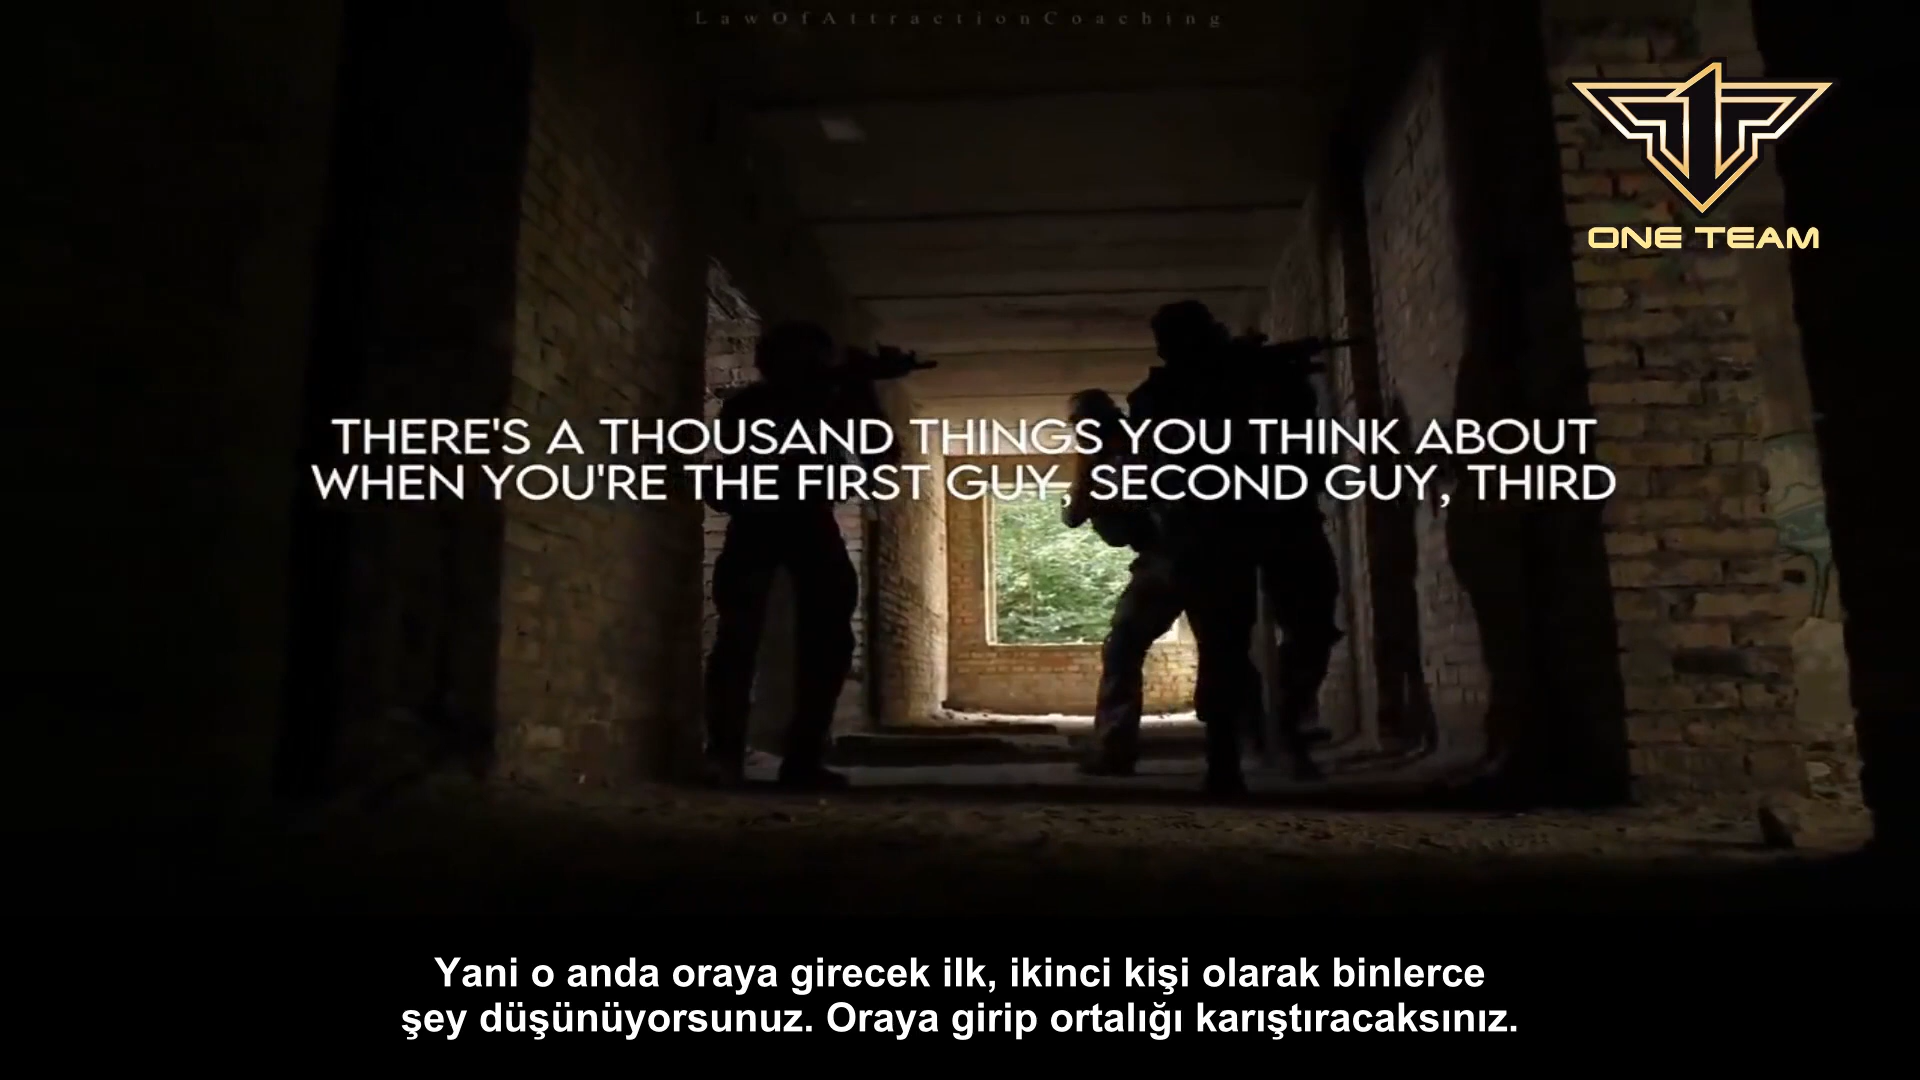 LawOfAttractionCoaching
ONE TEAM
THERE'S A THOUSAND THINGS YOU THINK ABOUT
WHEN YOU'RE THE FIRST GUY, SECOND GUY, THIRD
Yani o anda oraya girecek ilk, ikinci kişi olarak binlerce
şey düşünüyorsunuz. Oraya girip ortalığı karıştıracaksınız.